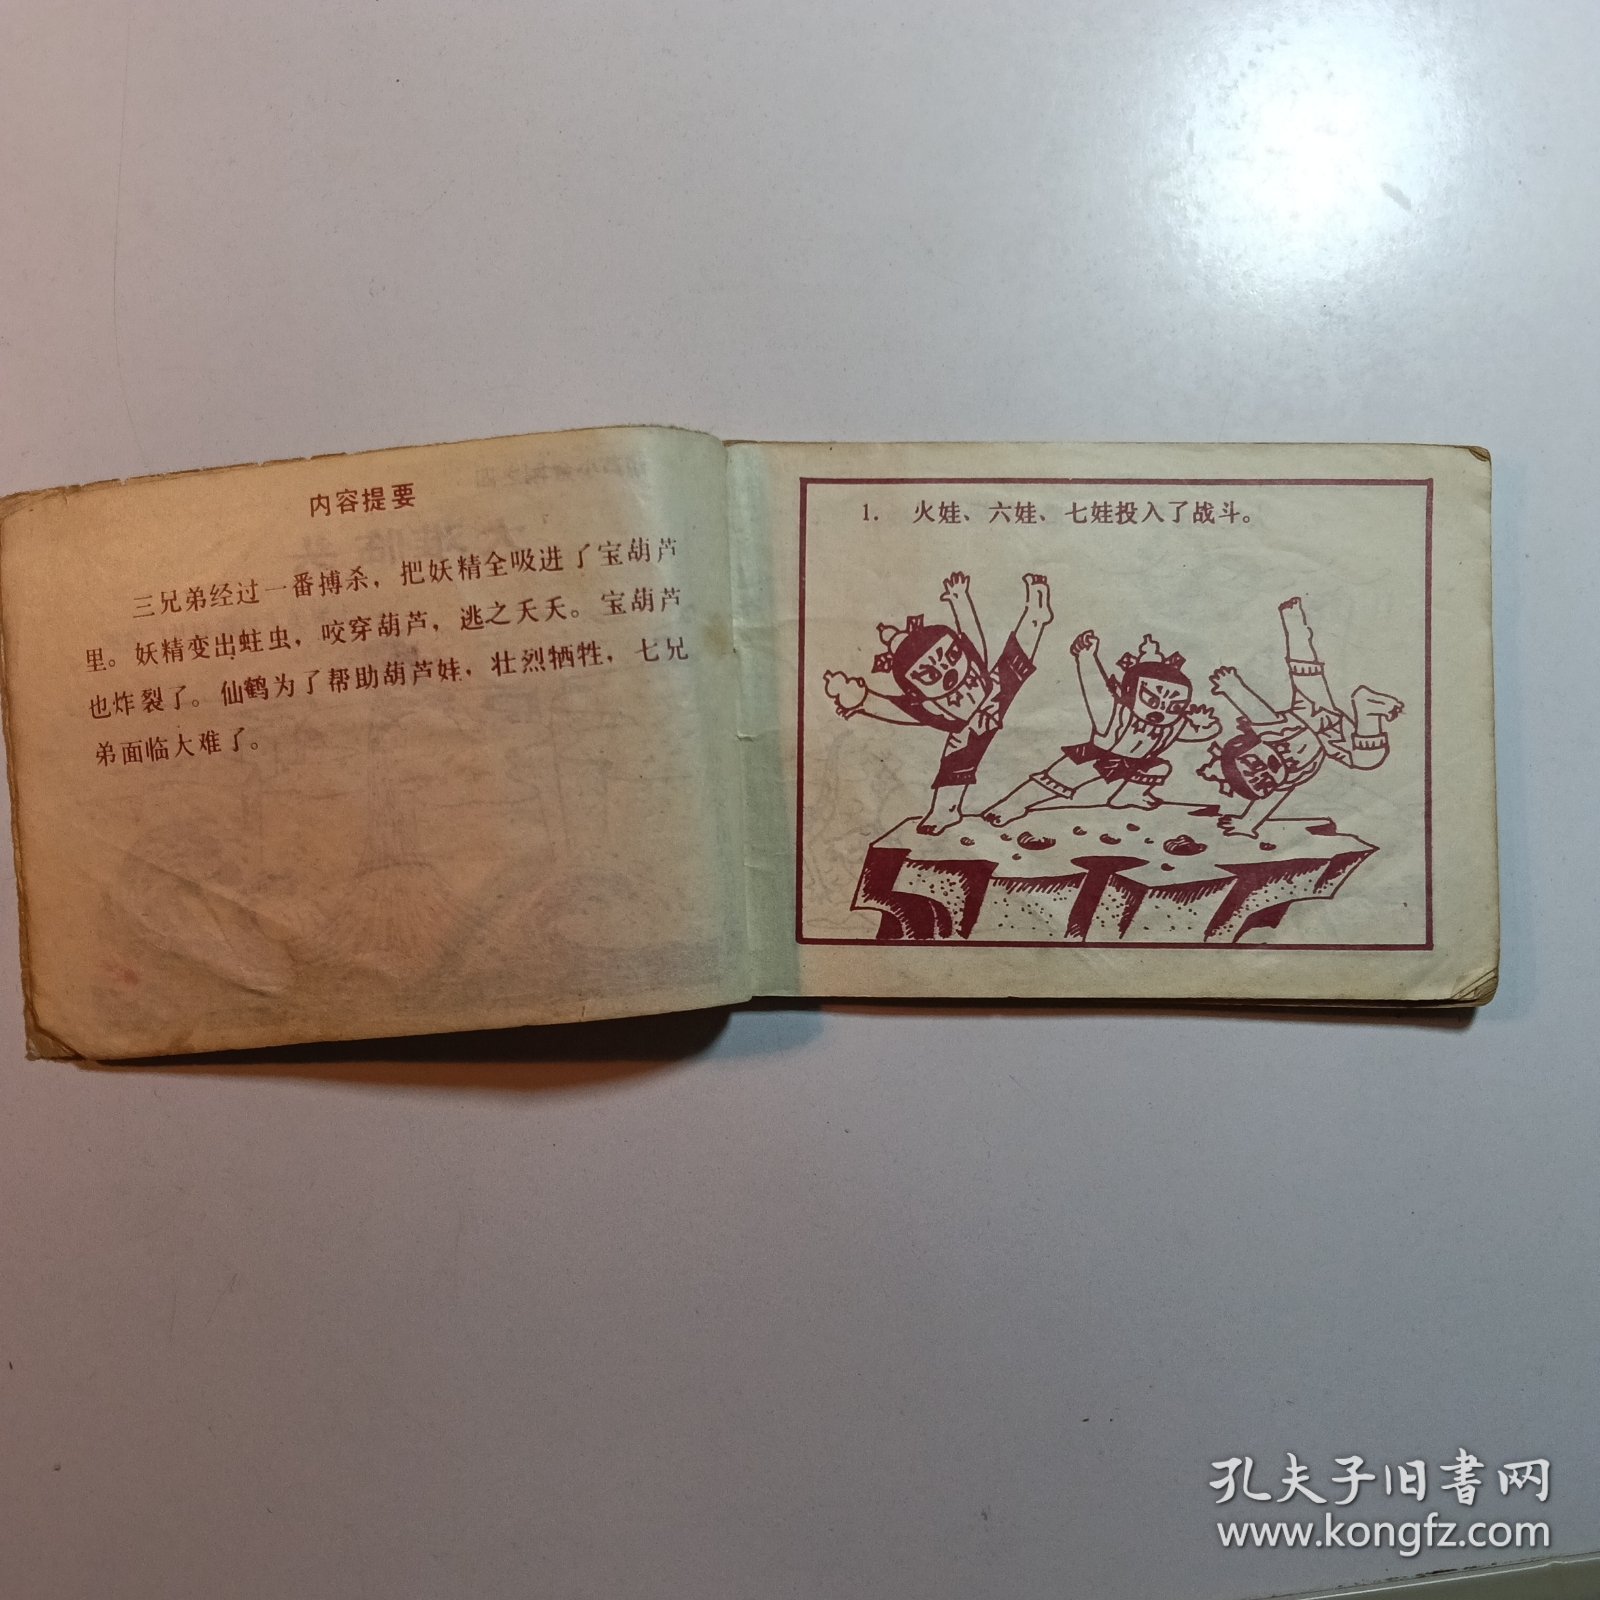 内容提要
三兄弟经过一番搏杀，把妖精全吸进了宝葫芦
里。妖精变出蛀虫，咬穿葫芦，逃之夭夭。宝葫芦
也炸裂了。仙鹤为了帮助葫芦娃，壮烈牺牲，七兄
弟面临大难了。
1. 火娃、六娃、七娃投入了战斗。
孔夫子旧书网
www.kongfz.com